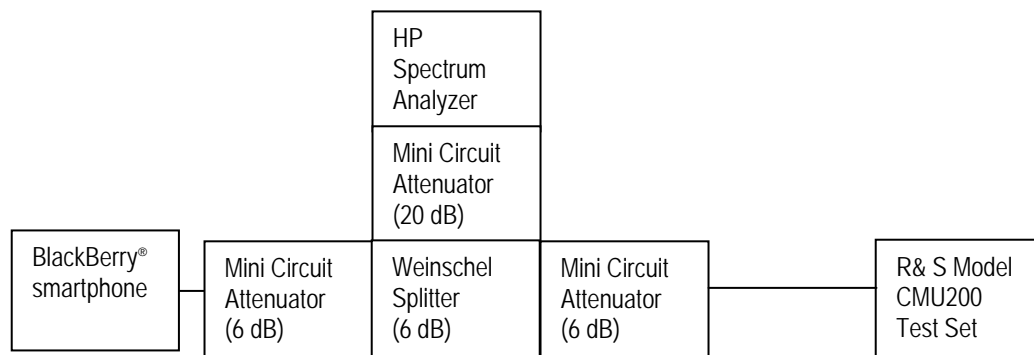 HP
Spectrum
Analyzer
Mini Circuit
Attenuator
(20 dB)
BlackBerry®
smartphone
Mini Circuit
Attenuator
(6 dB)
Weinschel
Splitter
(6 dB)
Mini Circuit
Attenuator
(6 dB)
R& S Model
CMU200
Test Set